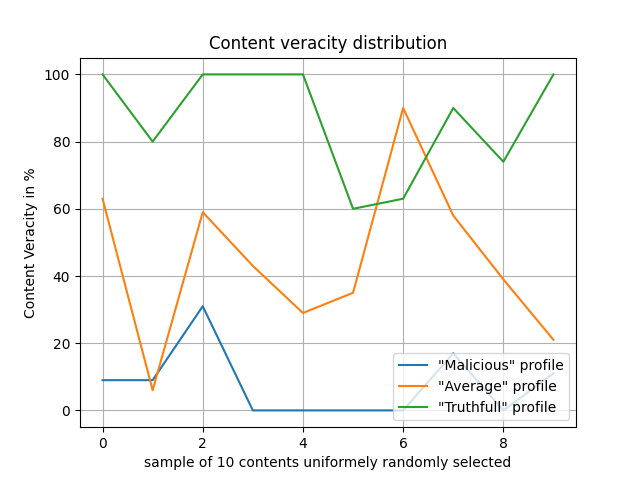 Content veracity distribution
Content Veracity in %
100
80
60
40
20
0
0 2 4 6 8
sample of 10 contents uniformely randomly selected
"Malicious" profile
"Average" profile
"Truthfull" profile